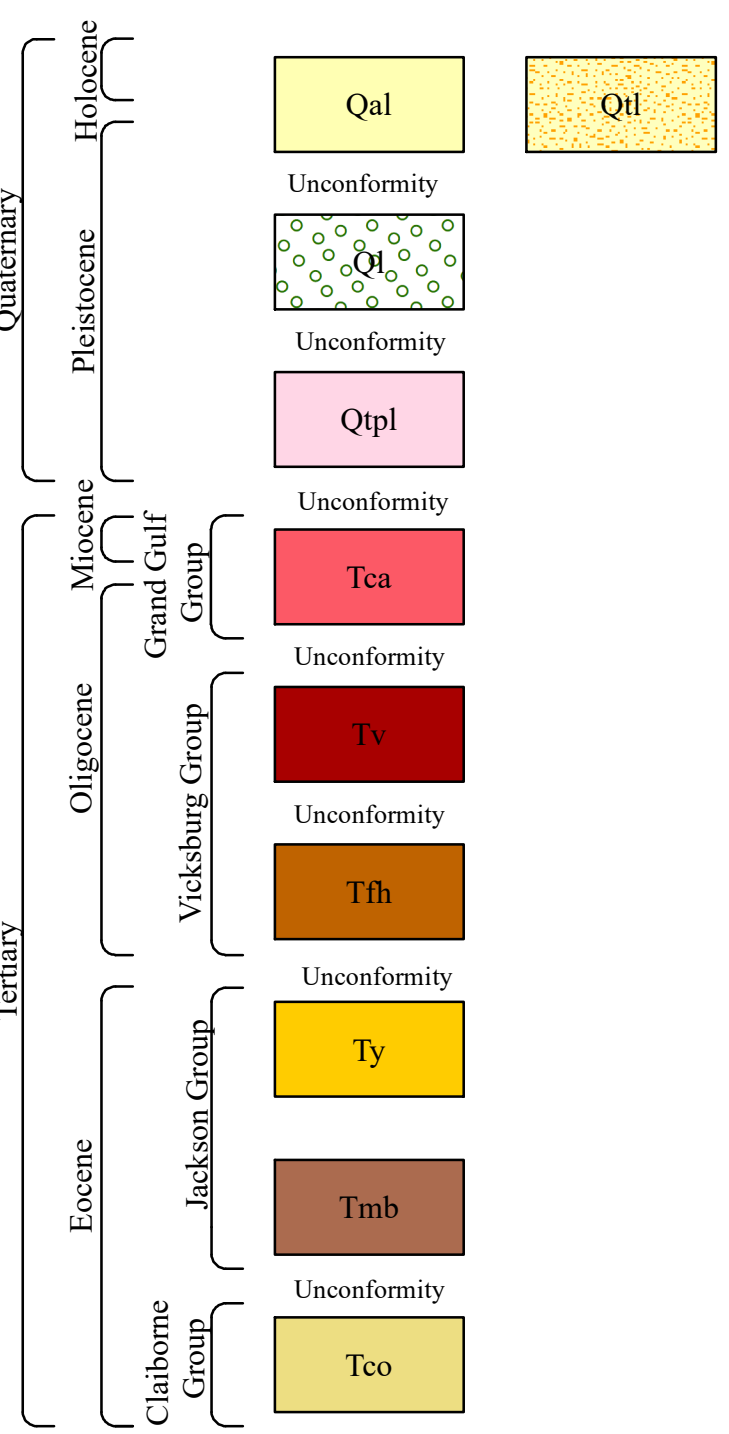 Holocene
Qal
Qtl
Unconformity
Quaternary
Pleistocene
Ql
Unconformity
Qtpl
Miocene
Unconformity
Grand Gulf
Group
Tca
Unconformity
Oligocene
Vicksburg Group
Tv
Unconformity
Tfh
Tertiary
Unconformity
Jackson Group
Ty
Eocene
Tmb
Unconformity
Claiborne
Group
Tco